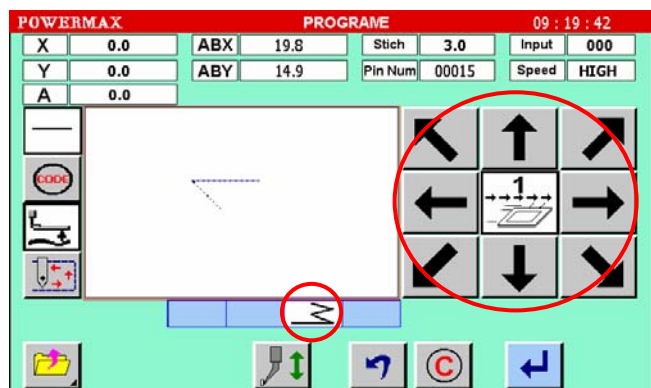 POWERMAX PROGRAME 09 : 19 : 42
X 0.0 ABX 19.8 Stich 3.0 Input 000
Y 0.0 ABY 14.9 Pin Num 00015 Speed HIGH
A 0.0
1
CODE
C